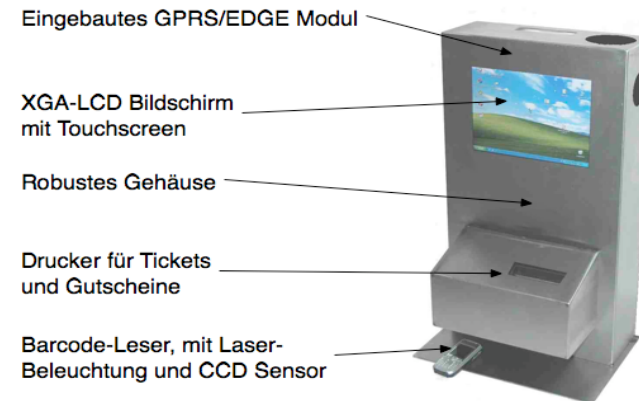 Eingebautes GPRS/EDGE Modul
XGA-LCD Bildschirm
mit Touchscreen
Robustes Gehäuse
Drucker für Tickets
und Gutscheine
Barcode-Leser, mit Laser-
Beleuchtung und CCD Sensor